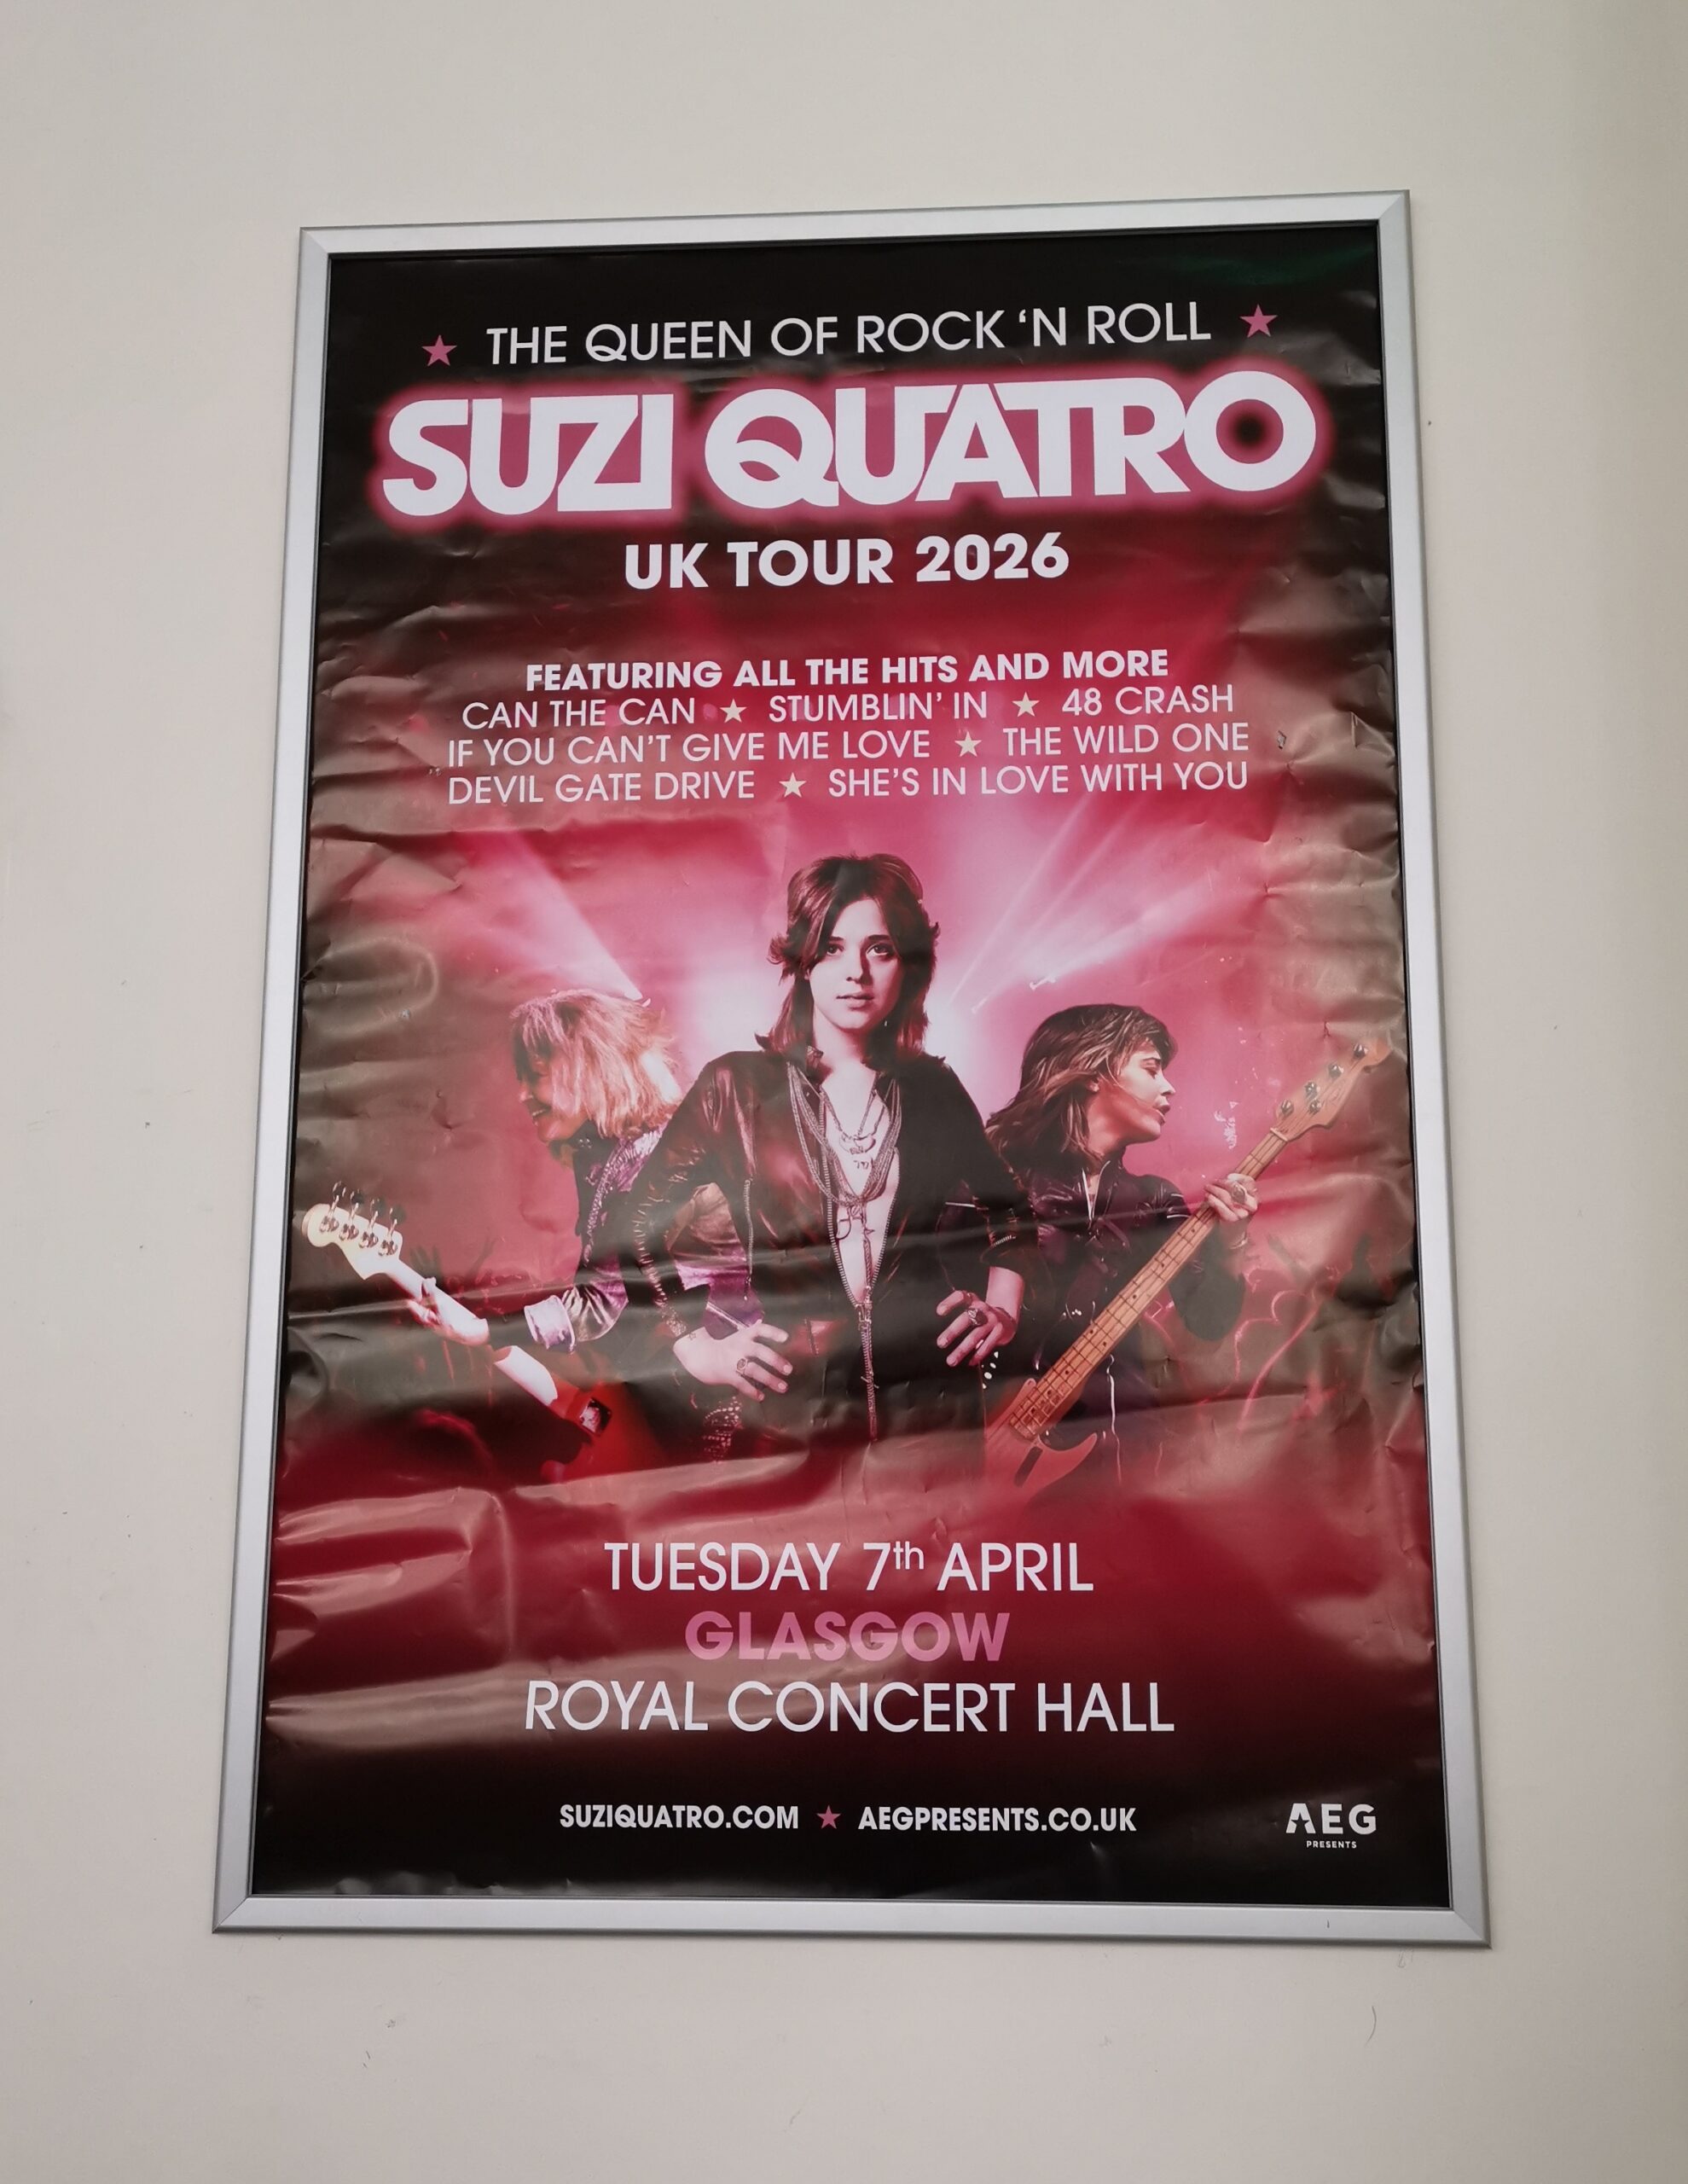 ★ THE QUEEN OF ROCK ‘N ROLL ★
SUZI QUATRO
UK TOUR 2026
FEATURING ALL THE HITS AND MORE
CAN THE CAN ★ STUMBLIN’ IN ★ 48 CRASH
IF YOU CAN’T GIVE ME LOVE ★ THE WILD ONE
DEVIL GATE DRIVE ★ SHE’S IN LOVE WITH YOU
TUESDAY 7th APRIL
GLASGOW
ROYAL CONCERT HALL
SUZIQUATRO.COM ★ AEGPRESENTS.CO.UK
AEG
PRESENTS